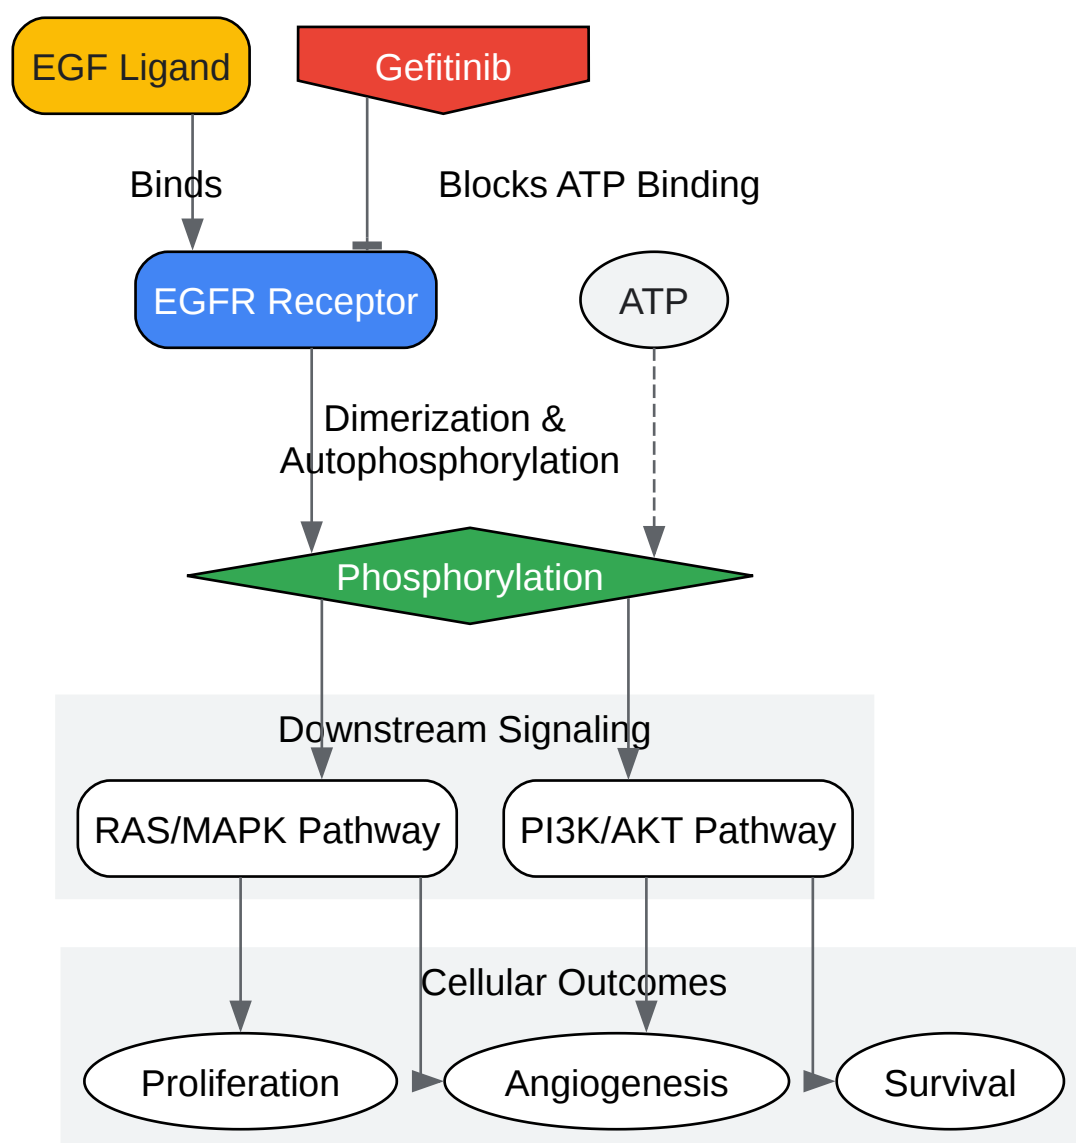 EGF Ligand
Gefitinib
Binds
Blocks ATP Binding
EGFR Receptor
ATP
Dimerization &
Autophosphorylation
Phosphorylation
Downstream Signaling
RAS/MAPK Pathway
PI3K/AKT Pathway
Cellular Outcomes
Proliferation
Angiogenesis
Survival